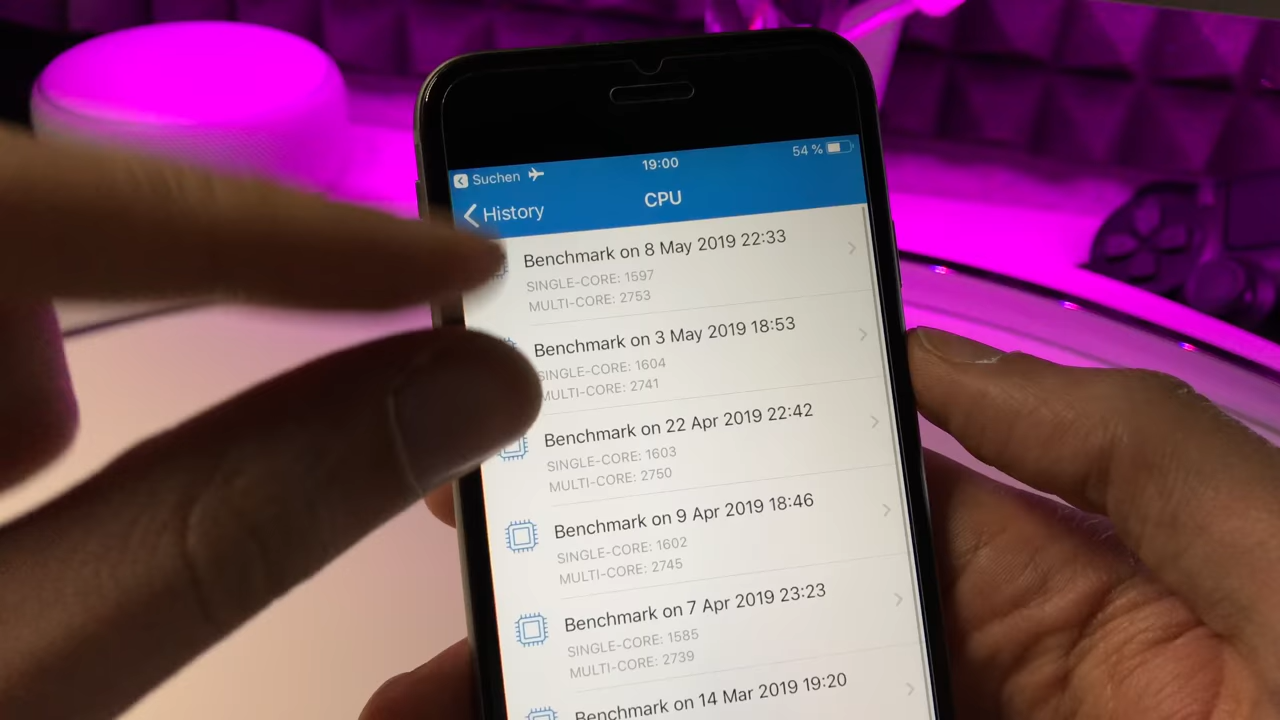 Suchen 19:00 54 %
History CPU
Benchmark on 8 May 2019 22:33
SINGLE-CORE: 1597
MULTI-CORE: 2753
Benchmark on 3 May 2019 18:53
SINGLE-CORE: 1604
MULTI-CORE: 2741
Benchmark on 22 Apr 2019 22:42
SINGLE-CORE: 1603
MULTI-CORE: 2750
Benchmark on 9 Apr 2019 18:46
SINGLE-CORE: 1602
MULTI-CORE: 2745
Benchmark on 7 Apr 2019 23:23
SINGLE-CORE: 1585
MULTI-CORE: 2739
Benchmark on 14 Mar 2019 19:20